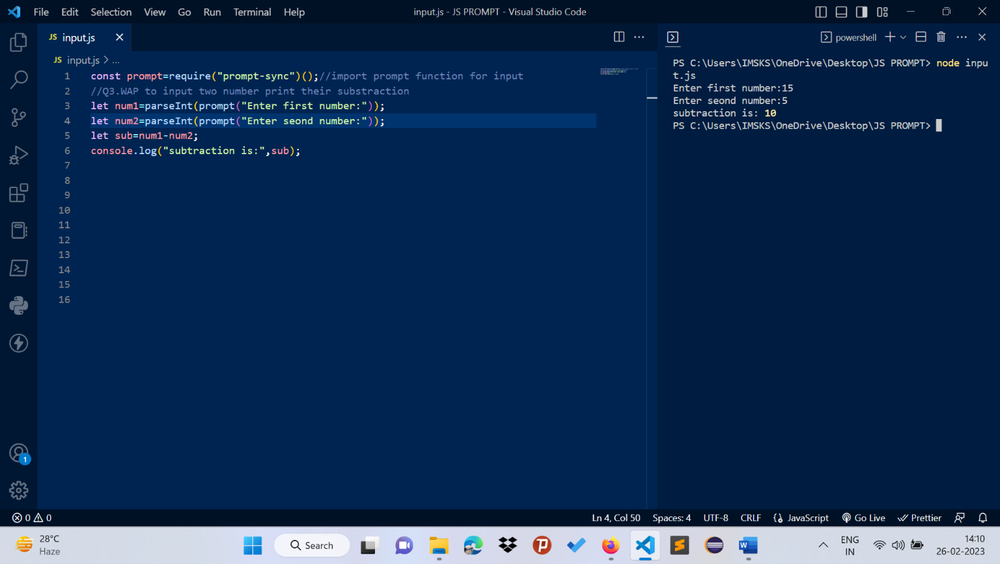 File Edit Selection View Go Run Terminal Help input.js - JS PROMPT - Visual Studio Code
JS input.js
JS input.js > ...
1 const prompt=require("prompt-sync")();//import prompt function for input
2 //Q3.WAP to input two number print their substraction
3 let num1=parseInt(prompt("Enter first number:"));
4 let num2=parseInt(prompt("Enter seond number:"));
5 let sub=num1-num2;
6 console.log("subtraction is:",sub);
7
8
9
10
11
12
13
14
15
16
powershell
PS C:\Users\IMSKS\OneDrive\Desktop\JS PROMPT> node inpu
t.js
Enter first number:15
Enter seond number:5
subtraction is: 10
PS C:\Users\IMSKS\OneDrive\Desktop\JS PROMPT>
1
0 0 Ln 4, Col 50 Spaces: 4 UTF-8 CRLF JavaScript Go Live Prettier
28°C
Haze
Search
ENG
IN
14:10
26-02-2023